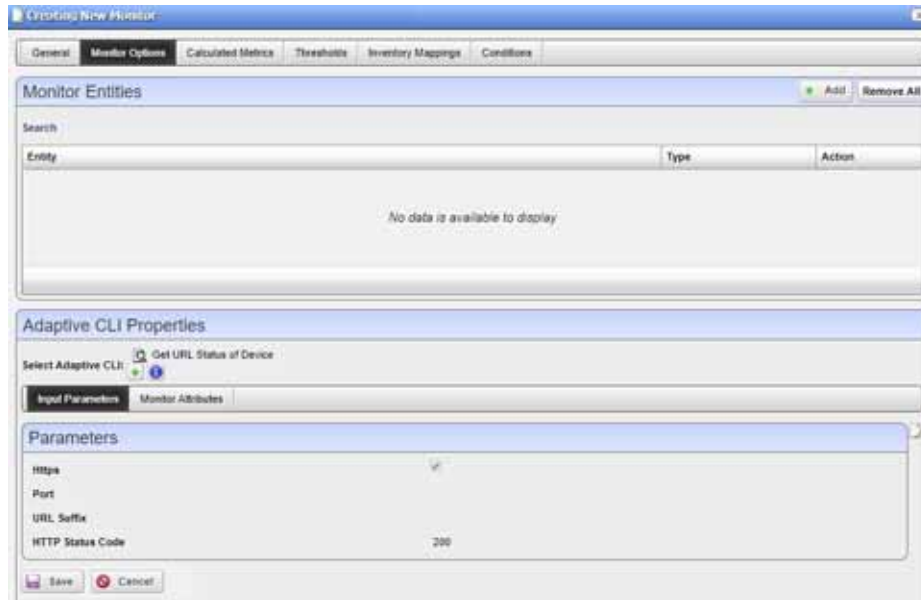 Creating New Monitor
General Monitor Options Calculated Metrics Thresholds Inventory Mappings Conditions
Monitor Entities
Add Remove All
Search
Entity Type Action
No data is available to display
Adaptive CLI Properties
Select Adaptive CLI: Get URL Status of Device
Input Parameters Monitor Attributes
Parameters
Https
Port
URL Suffix
HTTP Status Code 200
Save Cancel